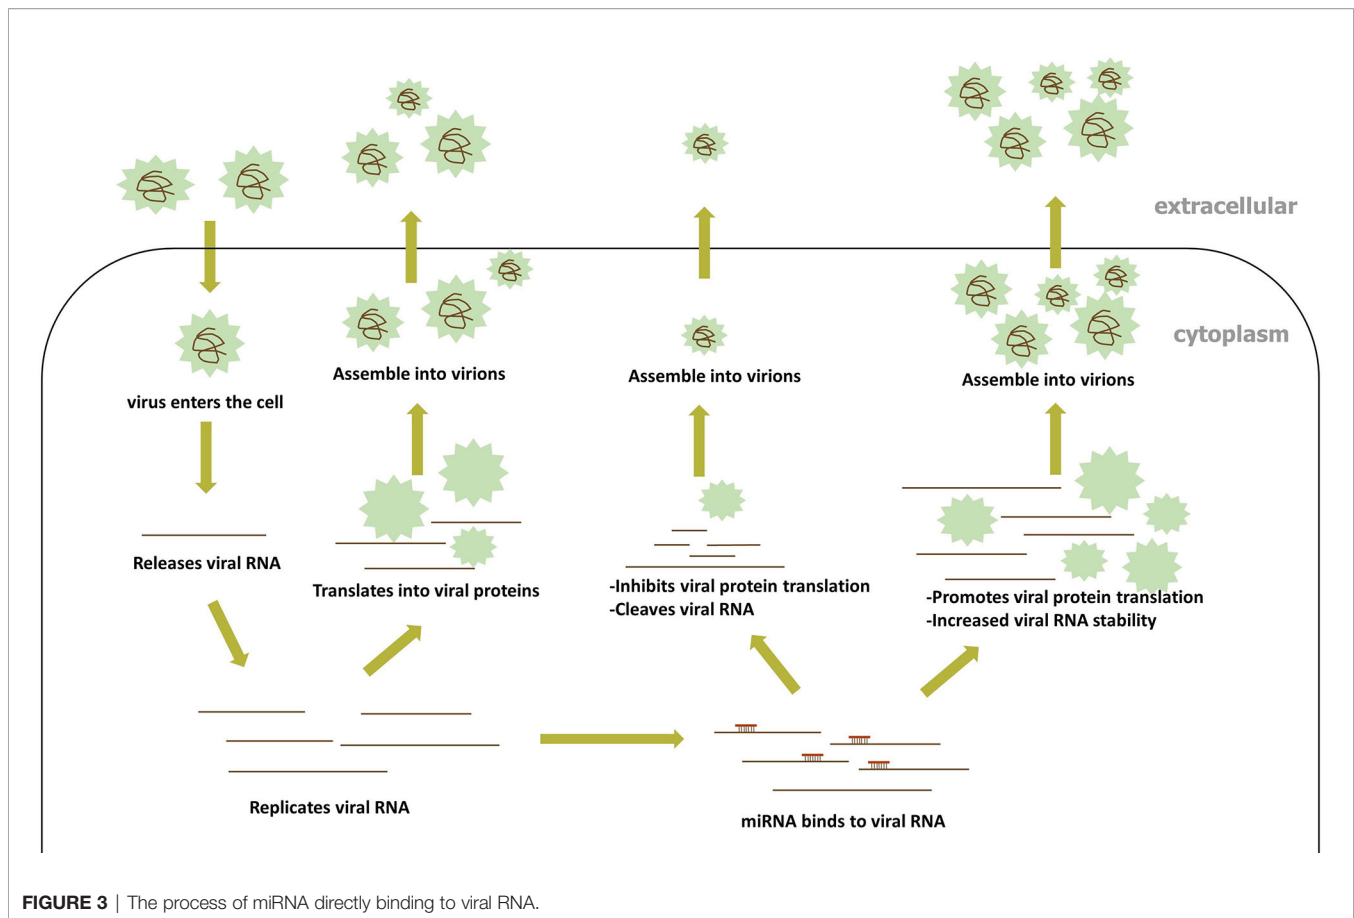 extracellular
cytoplasm
virus enters the cell
Releases viral RNA
Replicates viral RNA
Translates into viral proteins
Assemble into virions
miRNA binds to viral RNA
-Inhibits viral protein translation
-Cleaves viral RNA
Assemble into virions
-Promotes viral protein translation
-Increased viral RNA stability
Assemble into virions
FIGURE 3 | The process of miRNA directly binding to viral RNA.